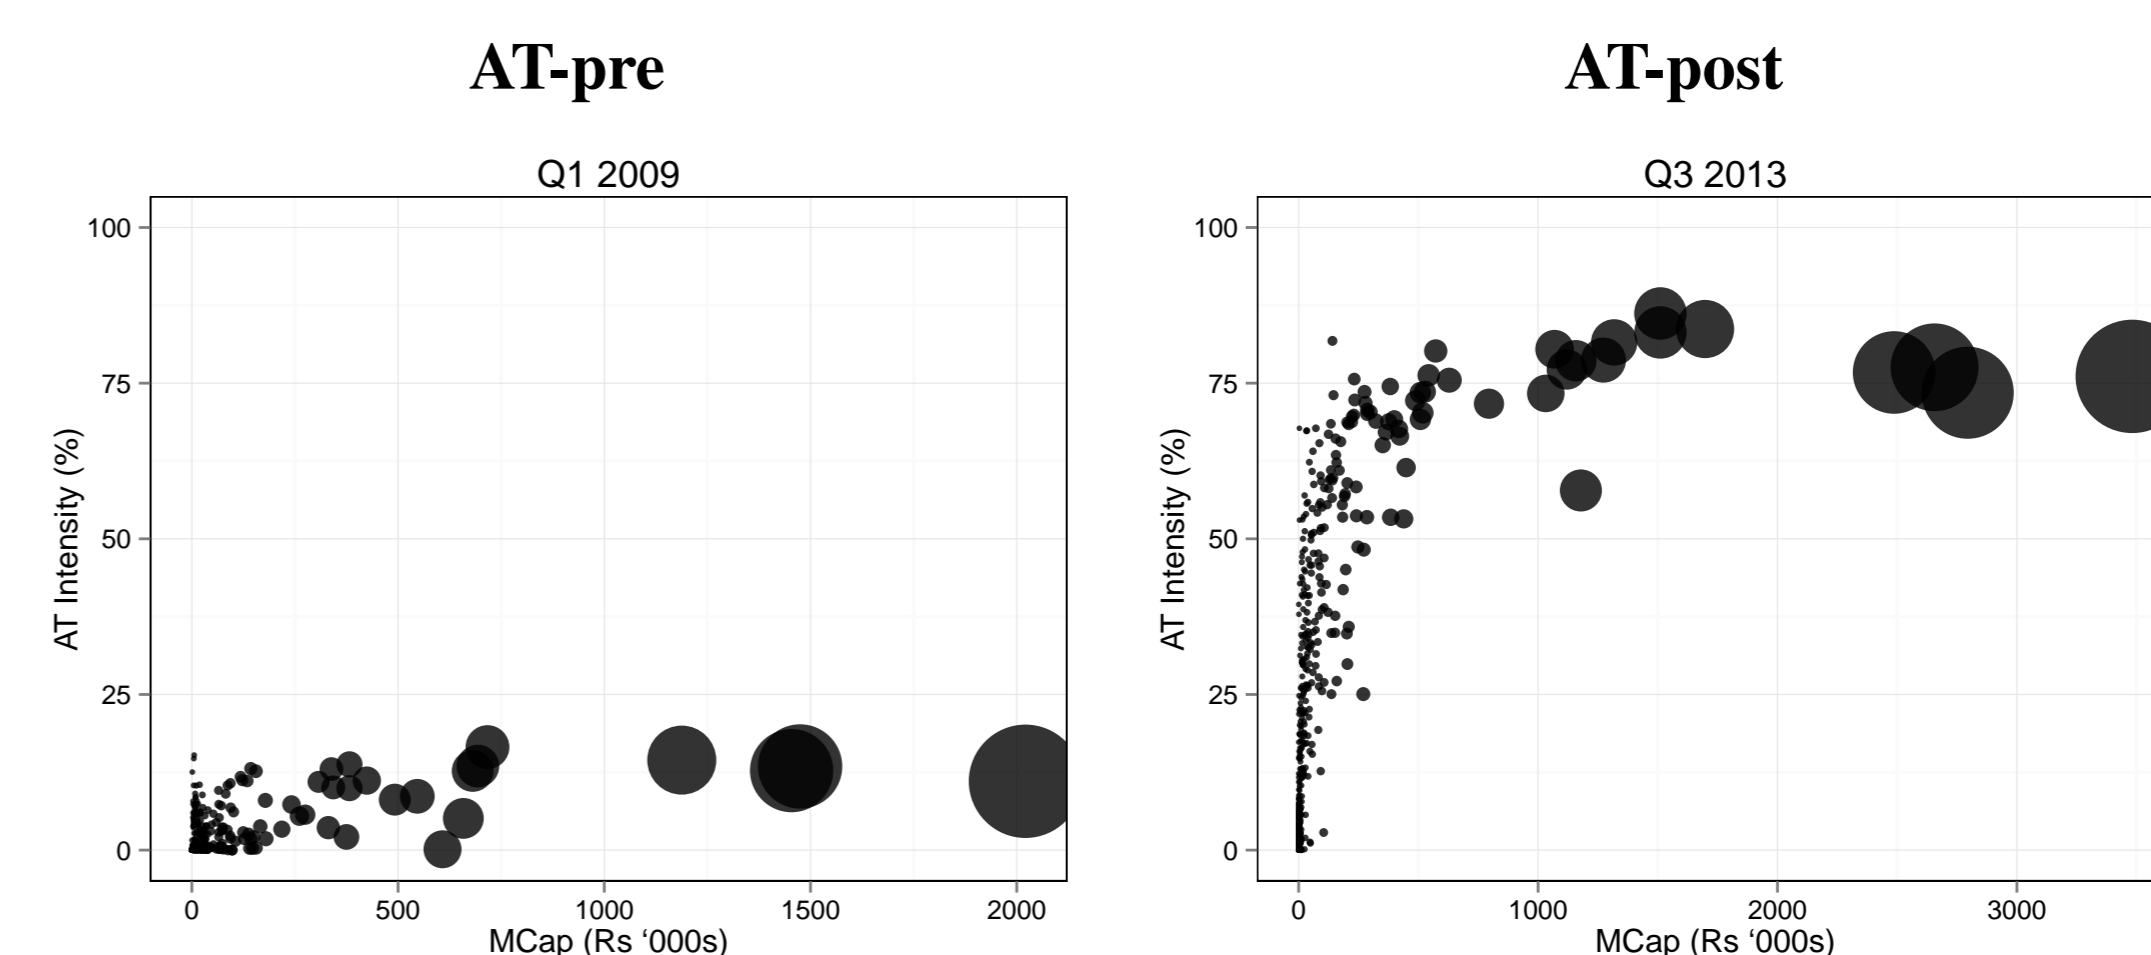 AT-pre
AT-post
Q1 2009
Q3 2013
100
75
50
25
0
AT Intensity (%)
0 500 1000 1500 2000
MCap (Rs ‘000s)
100
75
50
25
0
AT Intensity (%)
0 1000 2000 3000
MCap (Rs ‘000s)